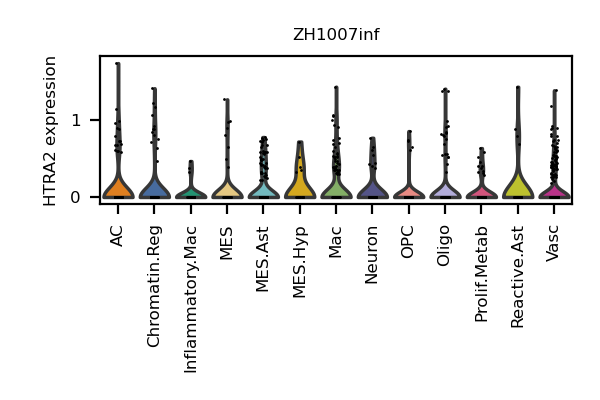 ZH1007inf
HTRA2 expression
1
0
AC
Chromatin.Reg
Inflammatory.Mac
MES
MES.Ast
MES.Hyp
Mac
Neuron
OPC
Oligo
Prolif.Metab
Reactive.Ast
Vasc